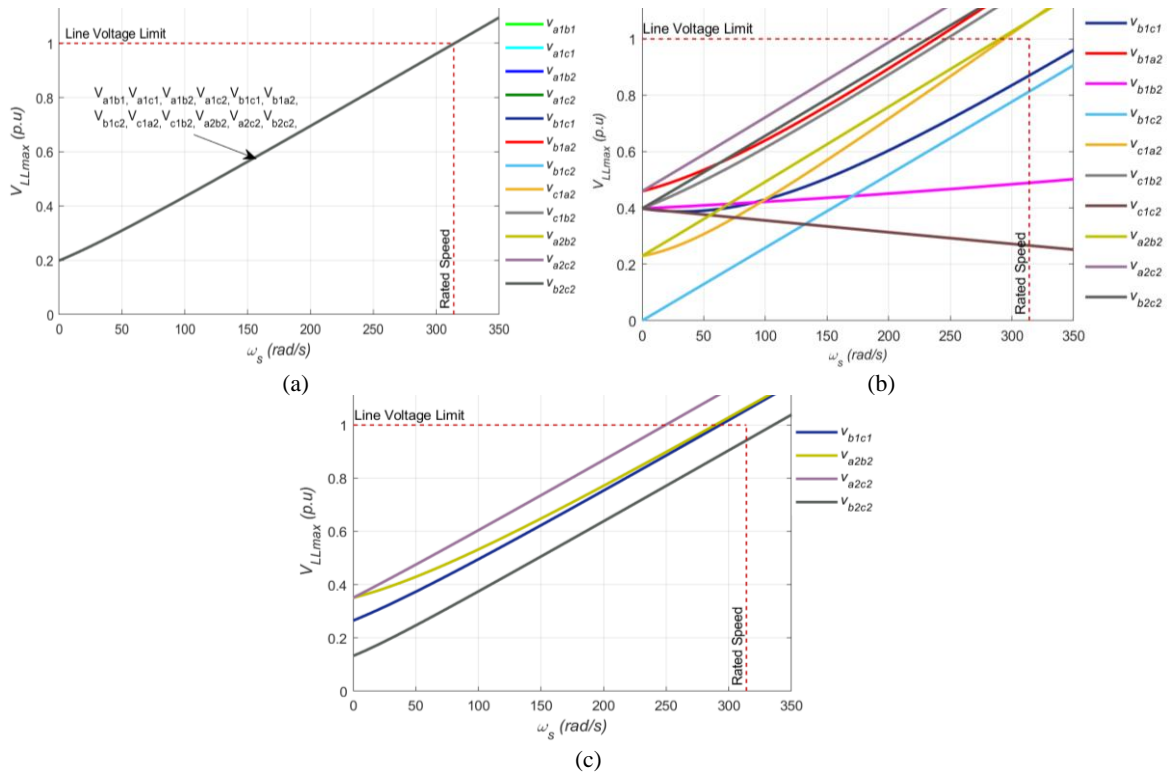 Line Voltage Limit
V_a1b1, V_a1c1, V_a1b2, V_a1c2, V_b1c1, V_b1a2,
V_b1c2, V_c1a2, V_c1b2, V_a2b2, V_a2c2, V_b2c2,
Rated Speed
V_LLmax (p.u)
1
0.8
0.6
0.4
0.2
0
0 50 100 150 200 250 300 350
ω_s (rad/s)
v_a1b1
v_a1c1
v_a1b2
v_a1c2
v_b1c1
v_b1a2
v_b1c2
v_c1a2
v_c1b2
v_a2b2
v_a2c2
v_b2c2
(a)
Line Voltage Limit
Rated Speed
V_LLmax (p.u)
1
0.8
0.6
0.4
0.2
0
0 50 100 150 200 250 300 350
ω_s (rad/s)
v_b1c1
v_b1a2
v_b1b2
v_b1c2
v_c1a2
v_c1b2
v_c1c2
v_a2b2
v_a2c2
v_b2c2
(b)
Line Voltage Limit
Rated Speed
V_LLmax (p.u)
1
0.8
0.6
0.4
0.2
0
0 50 100 150 200 250 300 350
ω_s (rad/s)
v_b1c1
v_a2b2
v_a2c2
v_b2c2
(c)